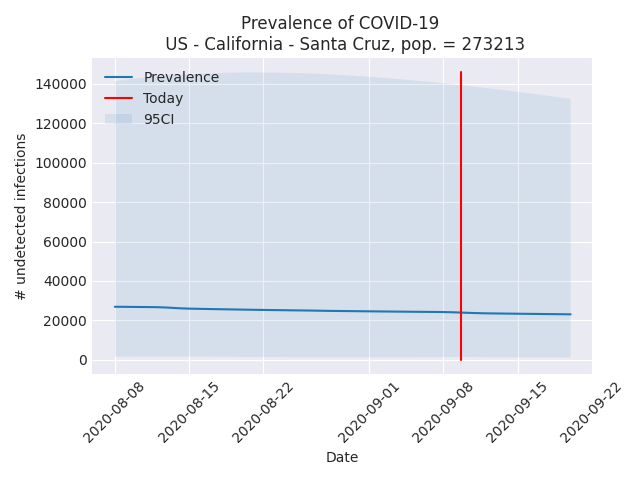 Prevalence of COVID-19
US - California - Santa Cruz, pop. = 273213
140000
120000
100000
80000
60000
40000
20000
0
# undetected infections
Prevalence
Today
95CI
2020-08-08
2020-08-15
2020-08-22
2020-09-01
2020-09-08
2020-09-15
2020-09-22
Date